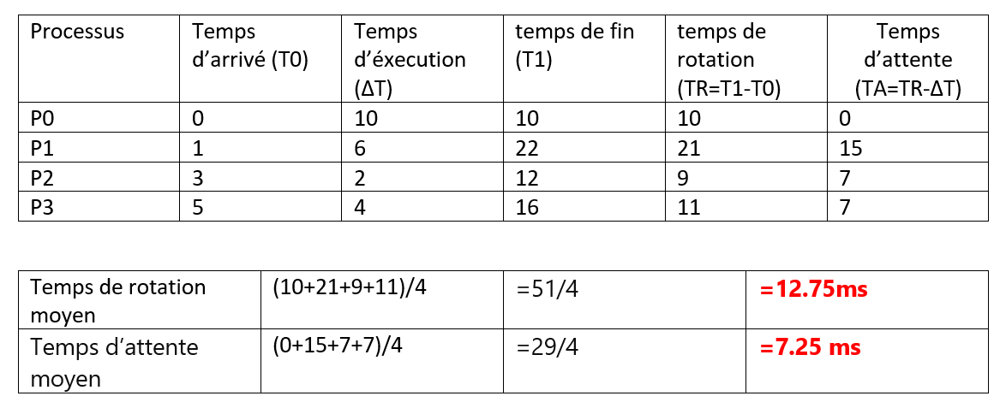 Processus
Temps
d’arrivé (T0)
Temps
d’éxecution
(ΔT)
temps de fin
(T1)
temps de
rotation
(TR=T1-T0)
Temps
d’attente
(TA=TR-ΔT)
P0 0 10 10 10 0
P1 1 6 22 21 15
P2 3 2 12 9 7
P3 5 4 16 11 7
Temps de rotation
moyen
(10+21+9+11)/4
=51/4
=12.75ms
Temps d’attente
moyen
(0+15+7+7)/4
=29/4
=7.25 ms